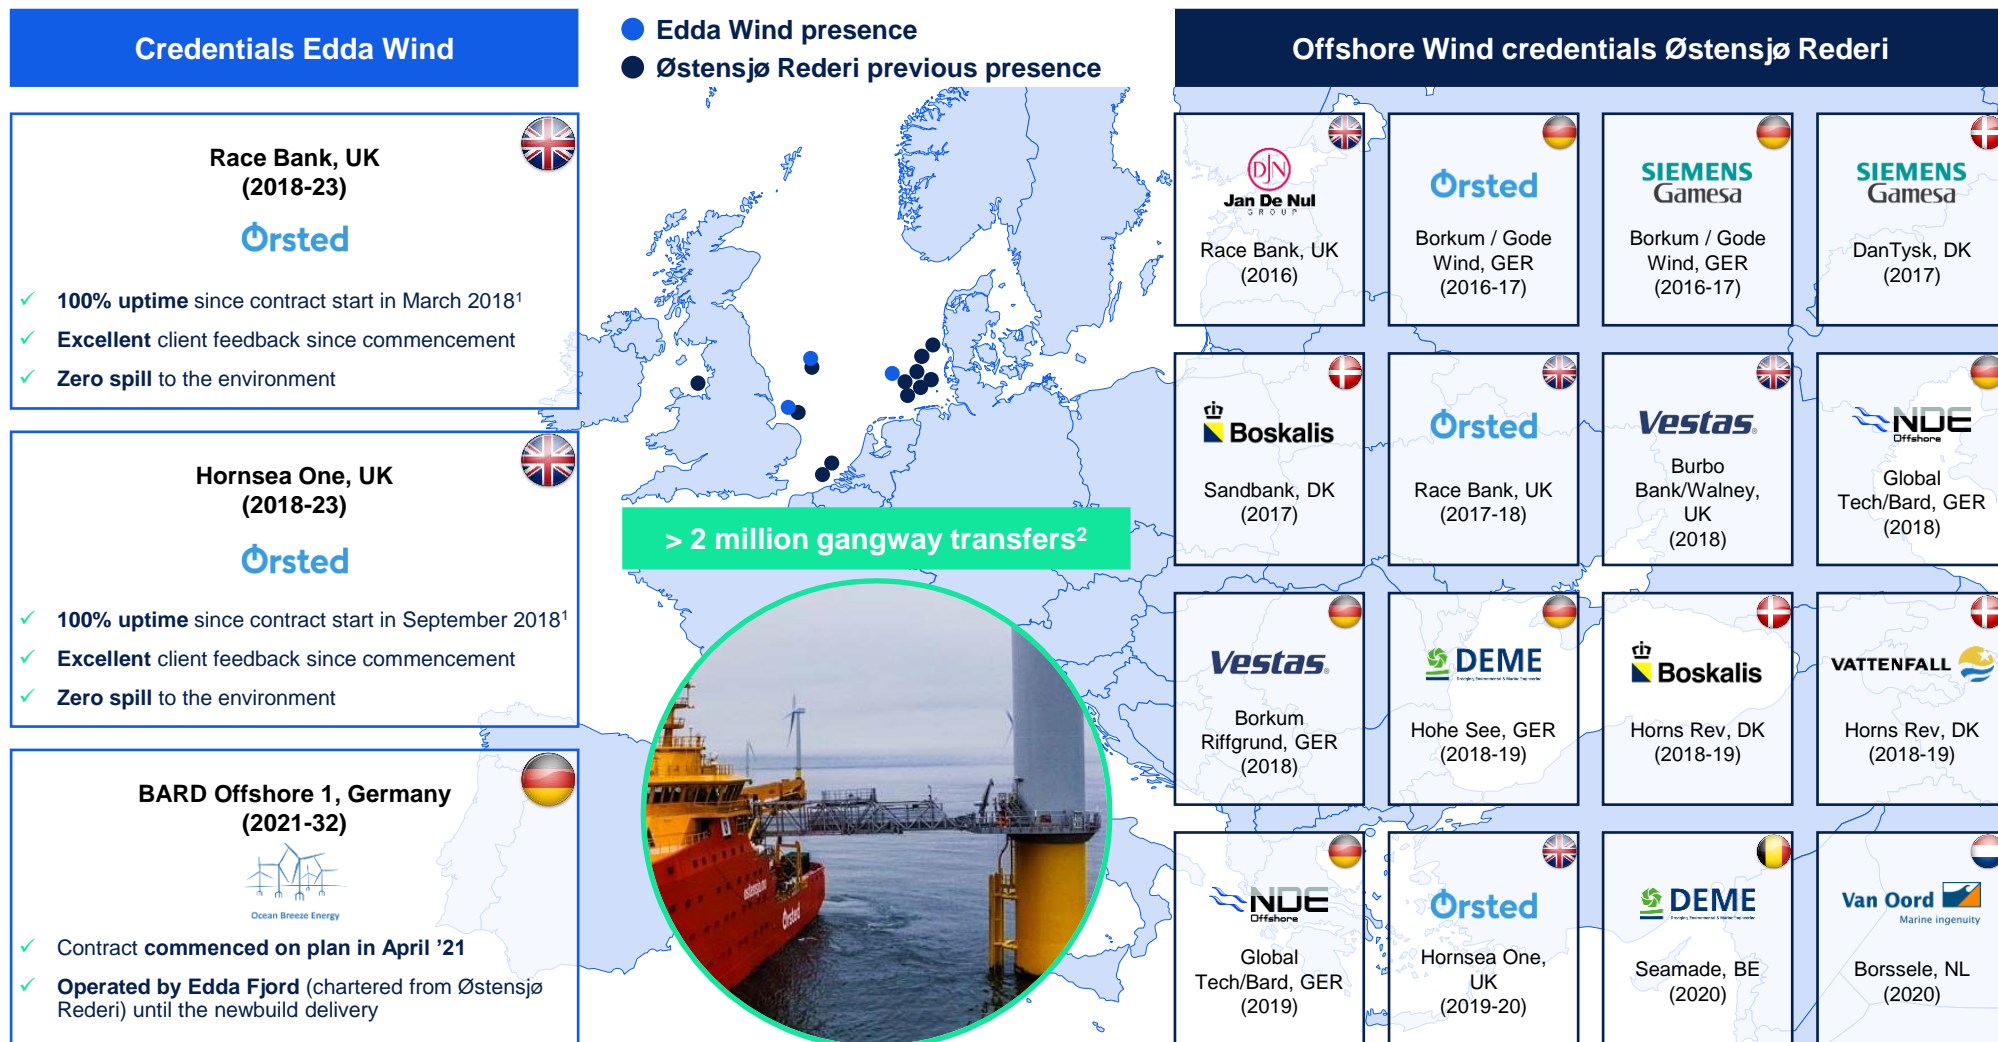 Credentials Edda Wind
Edda Wind presence
Østensjø Rederi previous presence
Offshore Wind credentials Østensjø Rederi
Race Bank, UK
(2018-23)
Ørsted
✓ 100% uptime since contract start in March 2018¹
✓ Excellent client feedback since commencement
✓ Zero spill to the environment
Hornsea One, UK
(2018-23)
Ørsted
✓ 100% uptime since contract start in September 2018¹
✓ Excellent client feedback since commencement
✓ Zero spill to the environment
BARD Offshore 1, Germany
(2021-32)
Ocean Breeze Energy
✓ Contract commenced on plan in April ’21
✓ Operated by Edda Fjord (chartered from Østensjø
Rederi) until the newbuild delivery
> 2 million gangway transfers²
Ørsted
JDN
Jan De Nul
GROUP
Race Bank, UK
(2016)
Ørsted
Borkum / Gode
Wind, GER
(2016-17)
SIEMENS
Gamesa
Borkum / Gode
Wind, GER
(2016-17)
SIEMENS
Gamesa
DanTysk, DK
(2017)
Boskalis
Sandbank, DK
(2017)
Ørsted
Race Bank, UK
(2017-18)
Vestas®
Burbo
Bank/Walney,
UK
(2018)
NDE
Offshore
Global
Tech/Bard, GER
(2018)
Vestas®
Borkum
Riffgrund, GER
(2018)
DEME
Dredging, Environmental & Marine Engineering
Hohe See, GER
(2018-19)
Boskalis
Horns Rev, DK
(2018-19)
VATTENFALL
Horns Rev, DK
(2018-19)
NDE
Offshore
Global
Tech/Bard, GER
(2019)
Ørsted
Hornsea One,
UK
(2019-20)
DEME
Dredging, Environmental & Marine Engineering
Seamade, BE
(2020)
Van Oord
Marine ingenuity
Borssele, NL
(2020)